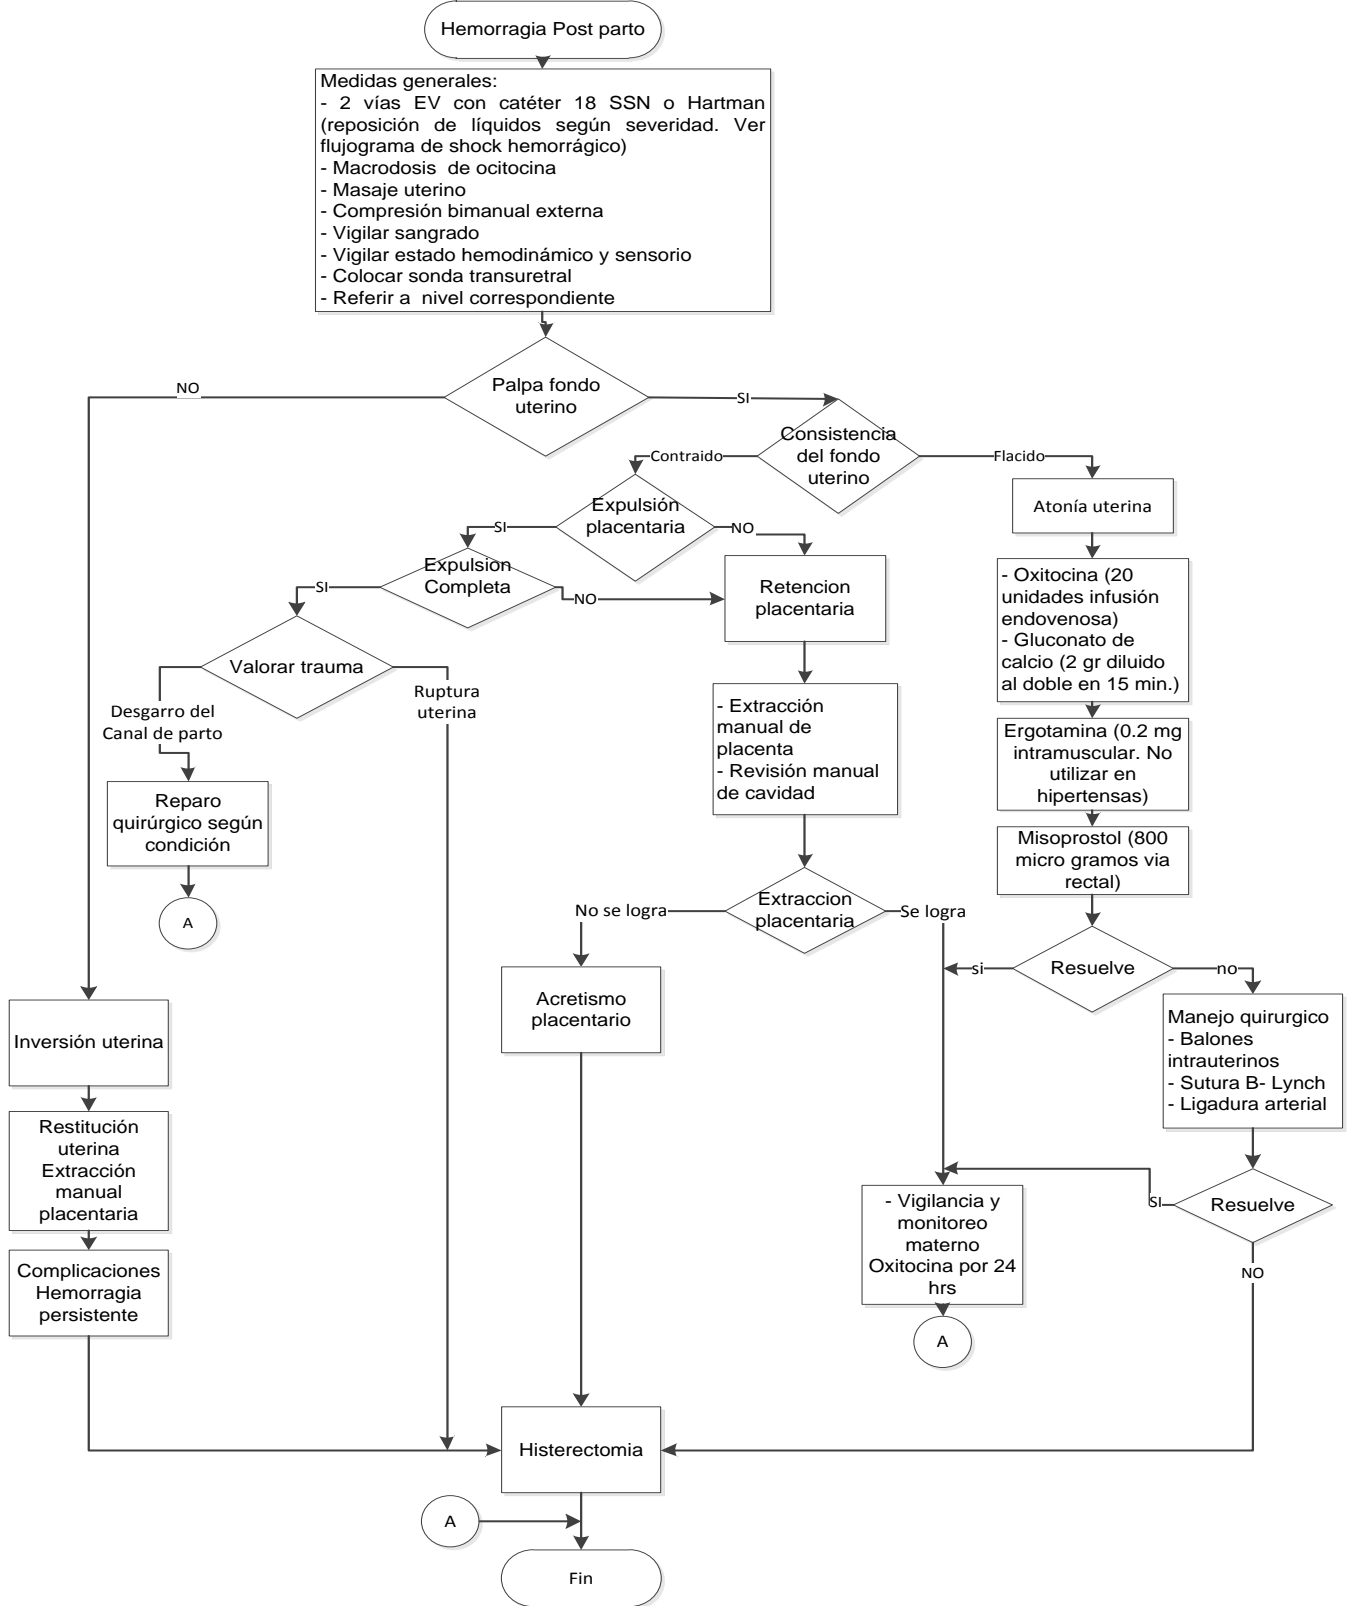 Hemorragia Post parto
Medidas generales:
- 2 vías EV con catéter 18 SSN o Hartman
(reposición de líquidos según severidad. Ver
flujograma de shock hemorrágico)
- Macrodosis de ocitocina
- Masaje uterino
- Compresión bimanual externa
- Vigilar sangrado
- Vigilar estado hemodinámico y sensorio
- Colocar sonda transuretral
- Referir a nivel correspondiente
Palpa fondo
uterino
NO
SI
Consistencia
del fondo
uterino
Contraido
Flacido
Expulsión
placentaria
SI
NO
Atonía uterina
Expulsion
Completa
SI
NO
Retencion
placentaria
- Oxitocina (20
unidades infusión
endovenosa)
- Gluconato de
calcio (2 gr diluido
al doble en 15 min.)
Valorar trauma
Desgarro del
Canal de parto
Ruptura
uterina
- Extracción
manual de
placenta
- Revisión manual
de cavidad
Ergotamina (0.2 mg
intramuscular. No
utilizar en
hipertensas)
Reparo
quirúrgico según
condición
A
Misoprostol (800
micro gramos via
rectal)
Extraccion
placentaria
No se logra
Se logra
Resuelve
si
no
Acretismo
placentario
Manejo quirurgico
- Balones
intrauterinos
- Sutura B- Lynch
- Ligadura arterial
Inversión uterina
Restitución
uterina
Extracción
manual
placentaria
Complicaciones
Hemorragia
persistente
- Vigilancia y
monitoreo
materno
Oxitocina por 24
hrs
A
Resuelve
SI
NO
Histerectomia
A
Fin